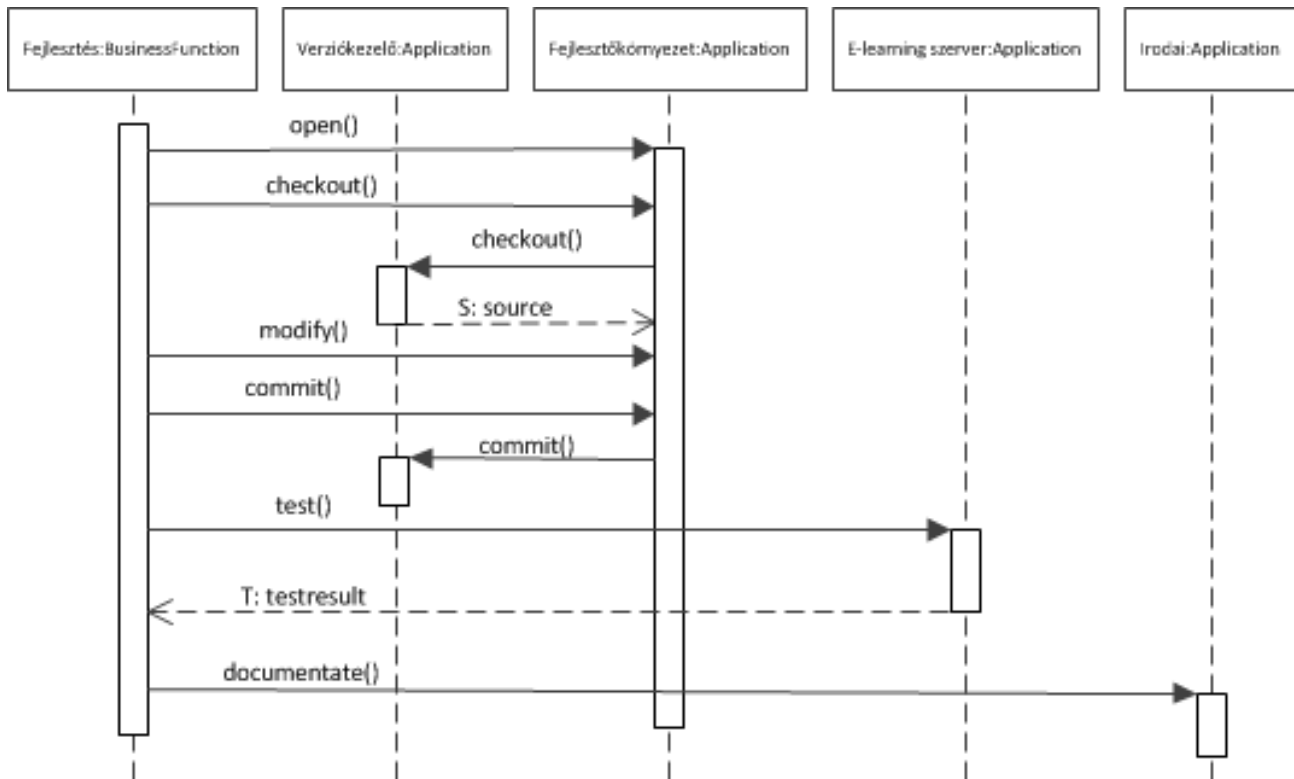 Fejlesztés:BusinessFunction
Verziókezelő:Application
Fejlesztőkörnyezet:Application
E-learning szerver:Application
Irodai:Application
open()
checkout()
checkout()
S: source
modify()
commit()
commit()
test()
T: testresult
documentate()